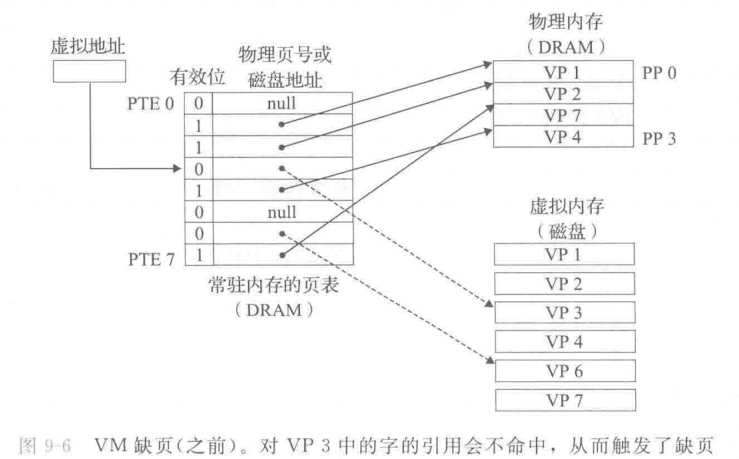 虚拟地址
物理页号或
磁盘地址
有效位
PTE 0
0
null
1
1
0
1
0
null
0
PTE 7
1
常驻内存的页表
(DRAM)
物理内存
(DRAM)
VP 1
PP 0
VP 2
VP 7
VP 4
PP 3
虚拟内存
(磁盘)
VP 1
VP 2
VP 3
VP 4
VP 6
VP 7
图 9-6 VM 缺页(之前)。对 VP 3 中的字的引用会不命中，从而触发了缺页